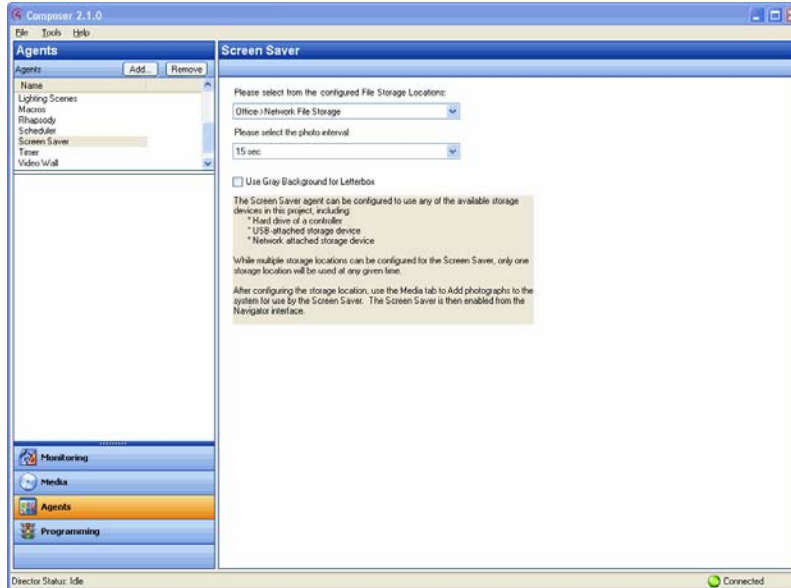 Composer 2.1.0
File Tools Help
Agents
Agents Add... Remove
Name
Lighting Scenes
Macros
Rhapsody
Scheduler
Screen Saver
Timer
Video Wall
Monitoring
Media
Agents
Programming
Screen Saver
Please select from the configured File Storage Locations:
Office->Network File Storage
Please select the photo interval
15 sec
Use Gray Background for Letterbox
The Screen Saver agent can be configured to use any of the available storage
devices in this project, including:
* Hard drive of a controller
* USB-attached storage device
* Network attached storage device
While multiple storage locations can be configured for the Screen Saver, only one
storage location will be used at any given time.
After configuring the storage location, use the Media tab to Add photographs to the
system for use by the Screen Saver. The Screen Saver is then enabled from the
Navigator interface.
Director Status: Idle
Connected